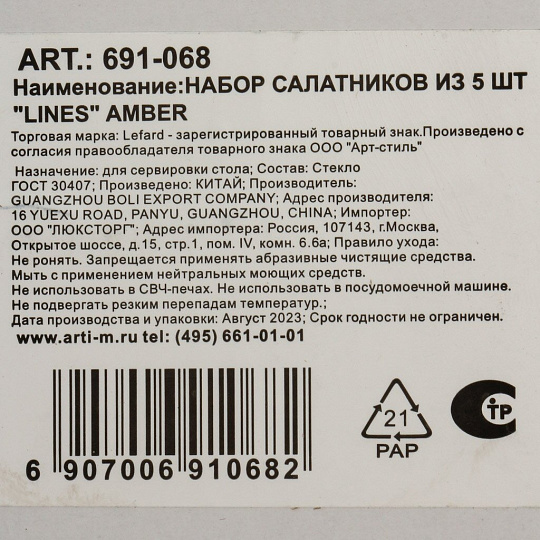 ART.: 691-068
Наименование:НАБОР САЛАТНИКОВ ИЗ 5 ШТ
"LINES" AMBER
Торговая марка: Lefard - зарегистрированный товарный знак.Произведено с
согласия правообладателя товарного знака ООО "Арт-стиль"
Назначение: для сервировки стола; Состав: Стекло
ГОСТ 30407; Произведено: КИТАЙ; Производитель:
GUANGZHOU BOLI EXPORT COMPANY; Адрес производителя:
16 YUEXU ROAD, PANYU, GUANGZHOU, CHINA; Импортер:
ООО "ЛЮКСТОРГ"; Адрес импортера: Россия, 107143, г.Москва,
Открытое шоссе, д.15, стр.1, пом. IV, комн. 6.6а; Правило ухода:
Не ронять. Запрещается применять абразивные чистящие средства.
Мыть с применением нейтральных моющих средств.
Не использовать в СВЧ-печах. Не использовать в посудомоечной машине.
Не подвергать резким перепадам температур.;
Дата производства и упаковки: Август 2023; Срок годности не ограничен.
www.arti-m.ru tel: (495) 661-01-01
6 907006 910682
21
PAP
СТР